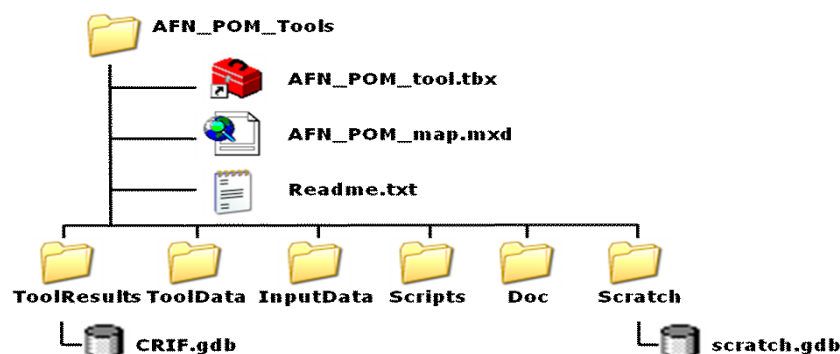 AFN_POM_Tools
AFN_POM_tool.tbx
AFN_POM_map.mxd
Readme.txt
ToolResults ToolData InputData Scripts Doc Scratch
CRIF.gdb scratch.gdb